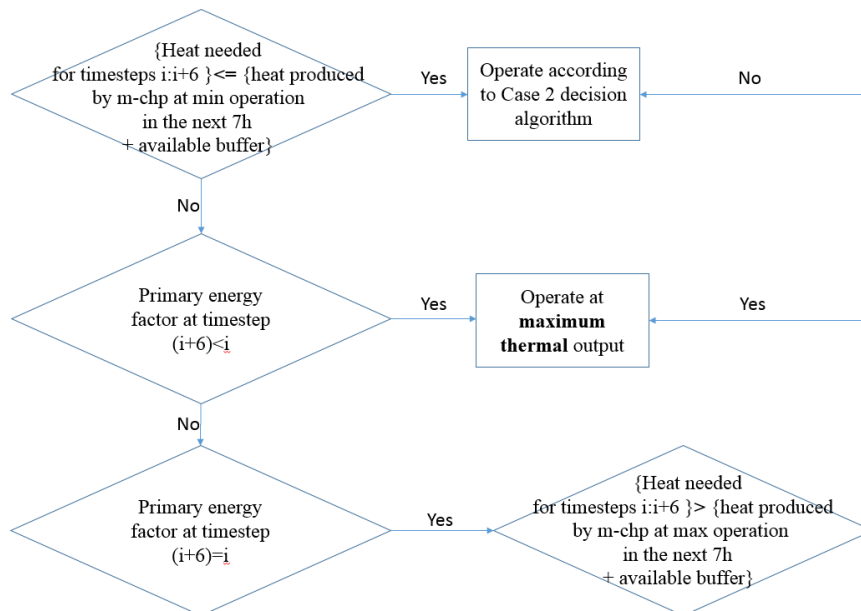 {Heat needed
for timesteps i:i+6 }<= {heat produced
by m-chp at min operation
in the next 7h
+ available buffer}
Yes
Operate according
to Case 2 decision
algorithm
No
No
Primary energy
factor at timestep
(i+6)<i
Yes
Operate at
maximum
thermal output
Yes
No
Primary energy
factor at timestep
(i+6)=i
Yes
{Heat needed
for timesteps i:i+6 }> {heat produced
by m-chp at max operation
in the next 7h
+ available buffer}